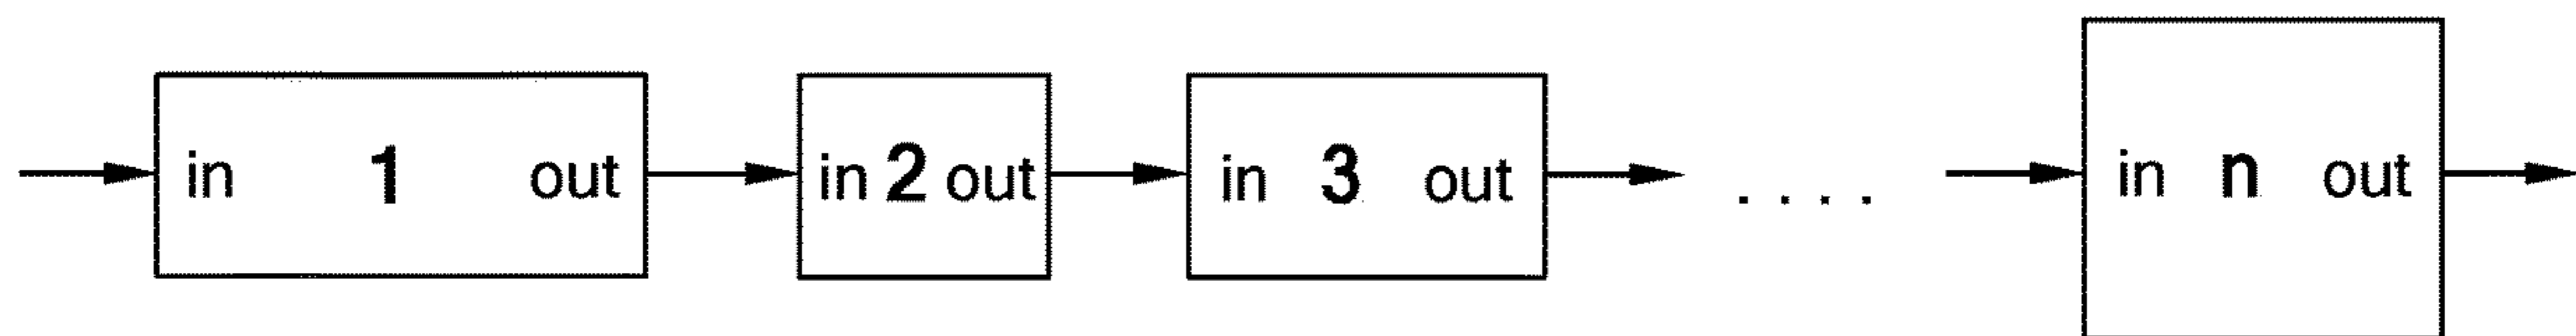 in 1 out in 2 out in 3 out . . . . in n out